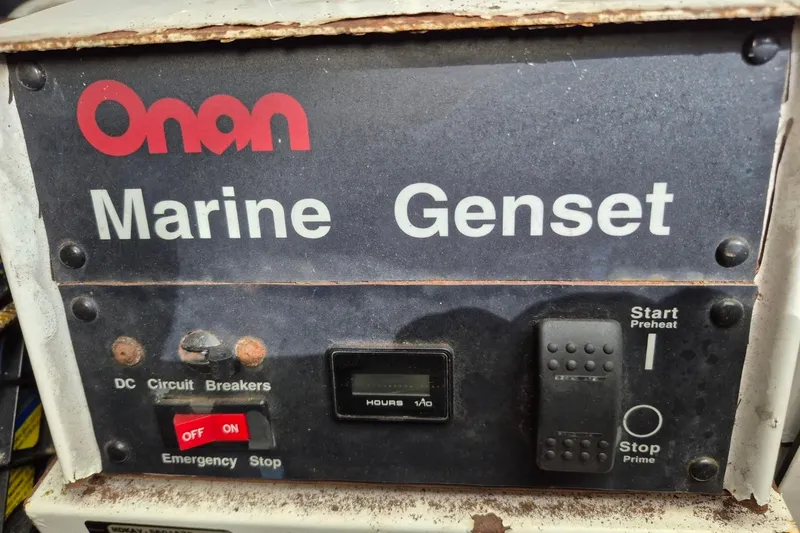 Onan
Marine Genset
Start
Preheat
DC Circuit Breakers
HOURS 1/10
OFF ON
Stop
Prime
Emergency Stop